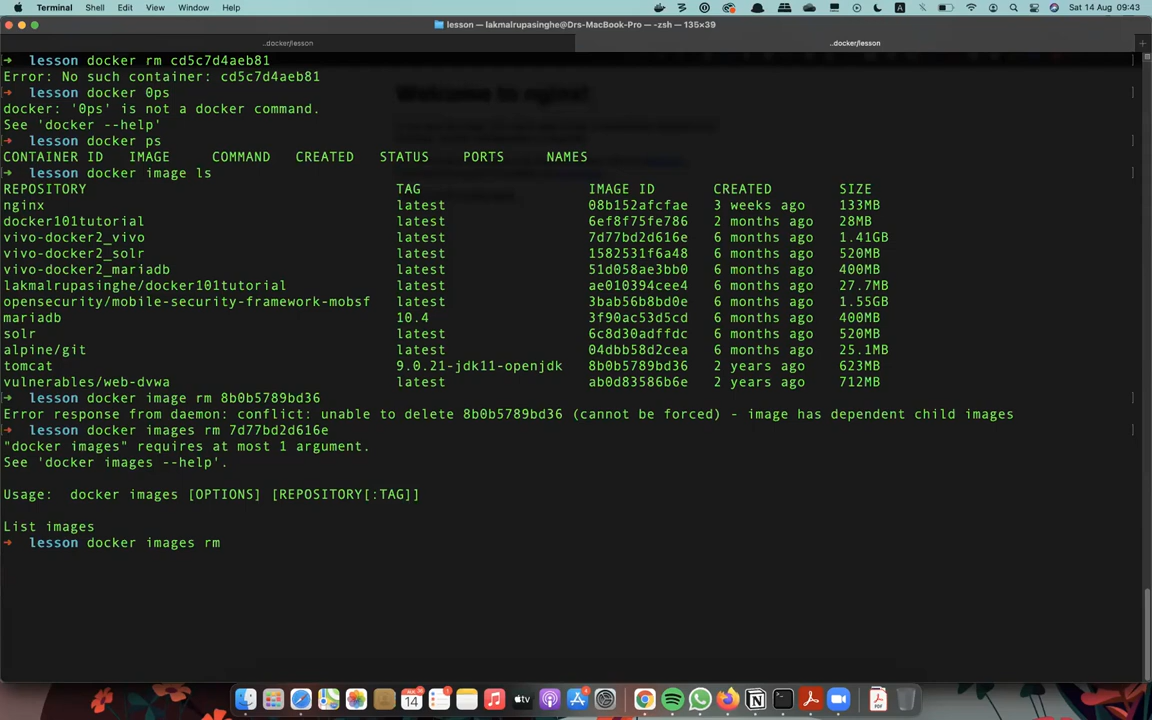 Terminal Shell Edit View Window Help Sat 14 Aug 09:43
lesson — lakmalrupasinghe@Drs-MacBook-Pro — -zsh — 135×39
..docker/lesson ..docker/lesson
→ lesson docker rm cd5c7d4aeb81
Error: No such container: cd5c7d4aeb81
→ lesson docker 0ps
docker: '0ps' is not a docker command.
See 'docker --help'
→ lesson docker ps
CONTAINER ID IMAGE COMMAND CREATED STATUS PORTS NAMES
→ lesson docker image ls
REPOSITORY TAG IMAGE ID CREATED SIZE
nginx latest 08b152afcfae 3 weeks ago 133MB
docker101tutorial latest 6ef8f75fe786 2 months ago 28MB
vivo-docker2_vivo latest 7d77bd2d616e 6 months ago 1.41GB
vivo-docker2_solr latest 1582531f6a48 6 months ago 520MB
vivo-docker2_mariadb latest 51d058ae3bb0 6 months ago 400MB
lakmalrupasinghe/docker101tutorial latest ae010394cee4 6 months ago 27.7MB
opensecurity/mobile-security-framework-mobsf latest 3bab56b8bd0e 6 months ago 1.55GB
mariadb 10.4 3f90ac53d5cd 6 months ago 400MB
solr latest 6c8d30adffdc 6 months ago 520MB
alpine/git latest 04dbb58d2cea 6 months ago 25.1MB
tomcat 9.0.21-jdk11-openjdk 8b0b5789bd36 2 years ago 623MB
vulnerables/web-dvwa latest ab0d83586b6e 2 years ago 712MB
→ lesson docker image rm 8b0b5789bd36
Error response from daemon: conflict: unable to delete 8b0b5789bd36 (cannot be forced) - image has dependent child images
→ lesson docker images rm 7d77bd2d616e
"docker images" requires at most 1 argument.
See 'docker images --help'.
Usage: docker images [OPTIONS] [REPOSITORY[:TAG]]
List images
→ lesson docker images rm